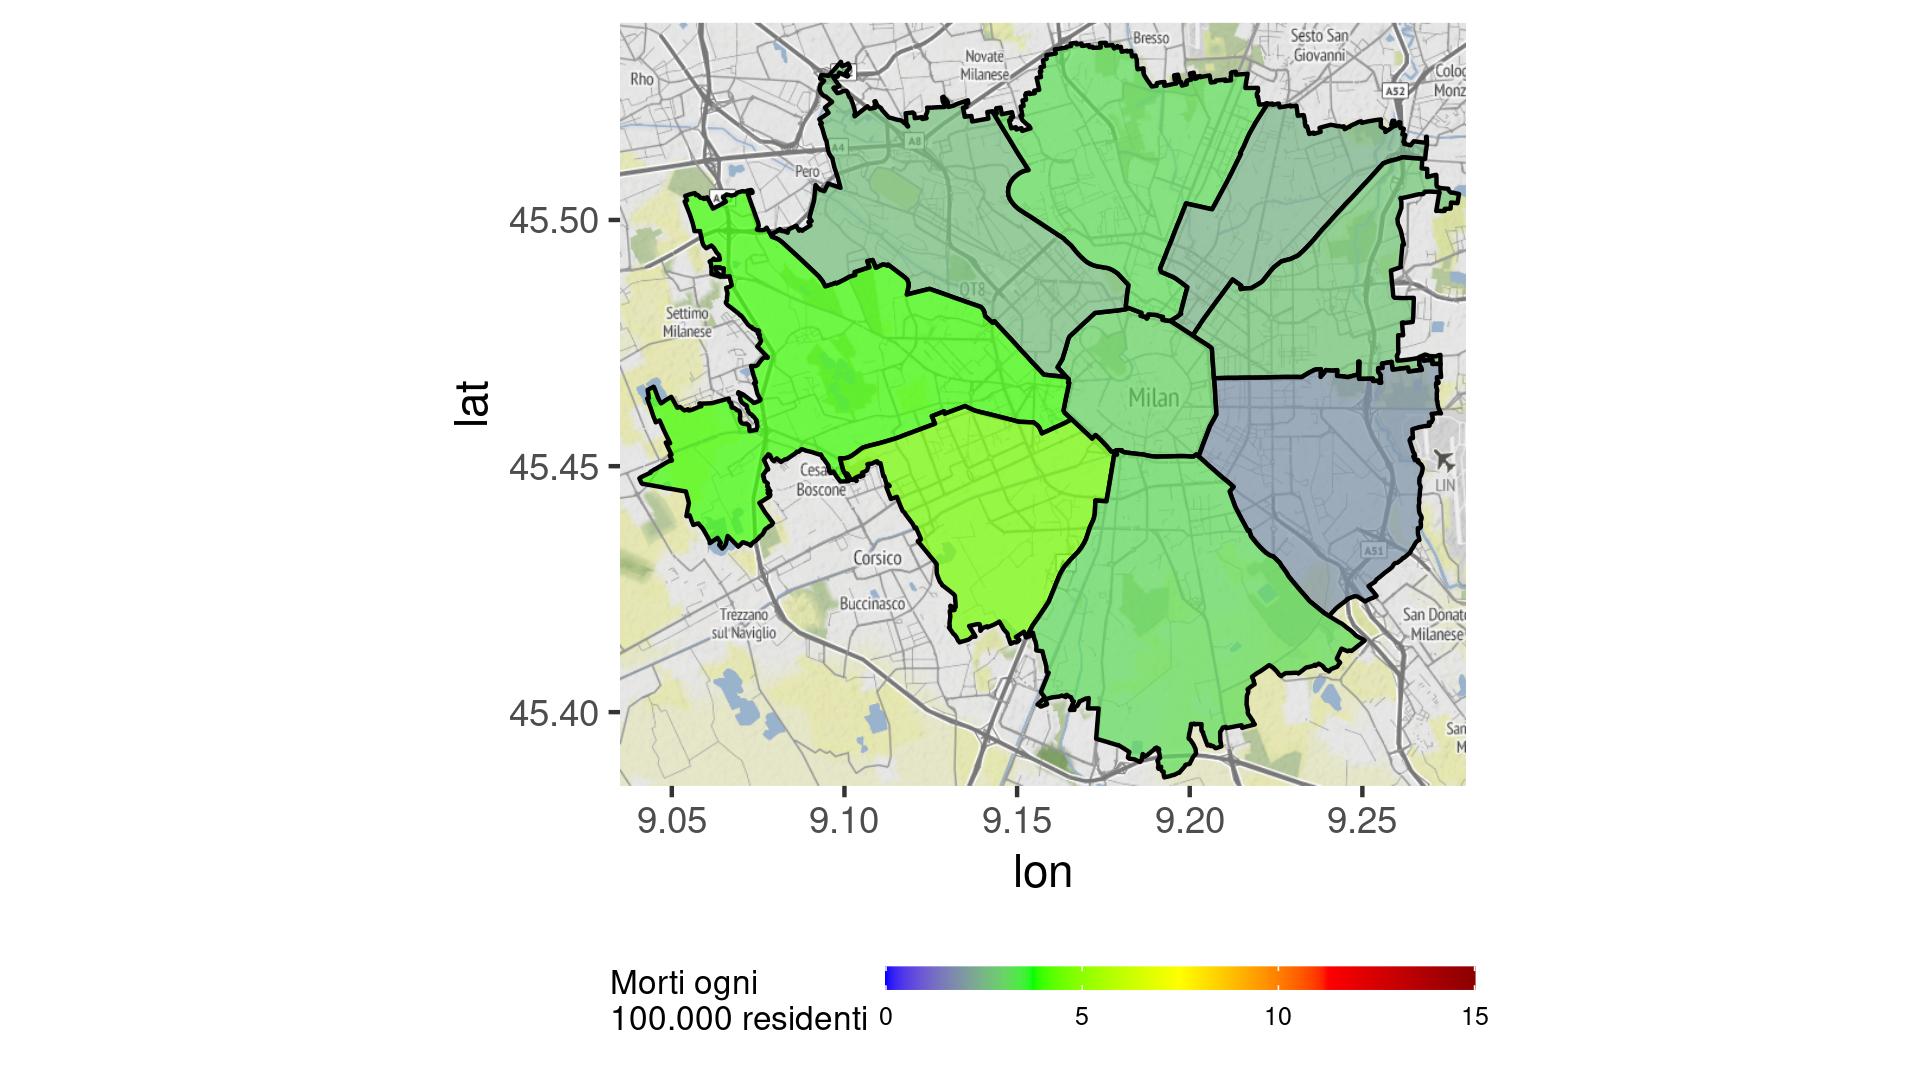 Bresso
Sesto San
Giovanni
Novate
Milanese
Rho
Coloc
Monz
A52
A4
A8
Pero
A
45.50
QT8
Settimo
Milanese
lat
Milan
45.45
Cesa
Boscone
LIN
A51
Corsico
Buccinasco
Trezzano
sul Naviglio
San Donato
Milanese
45.40
San
M
9.05 9.10 9.15 9.20 9.25
lon
Morti ogni
100.000 residenti
0 5 10 15